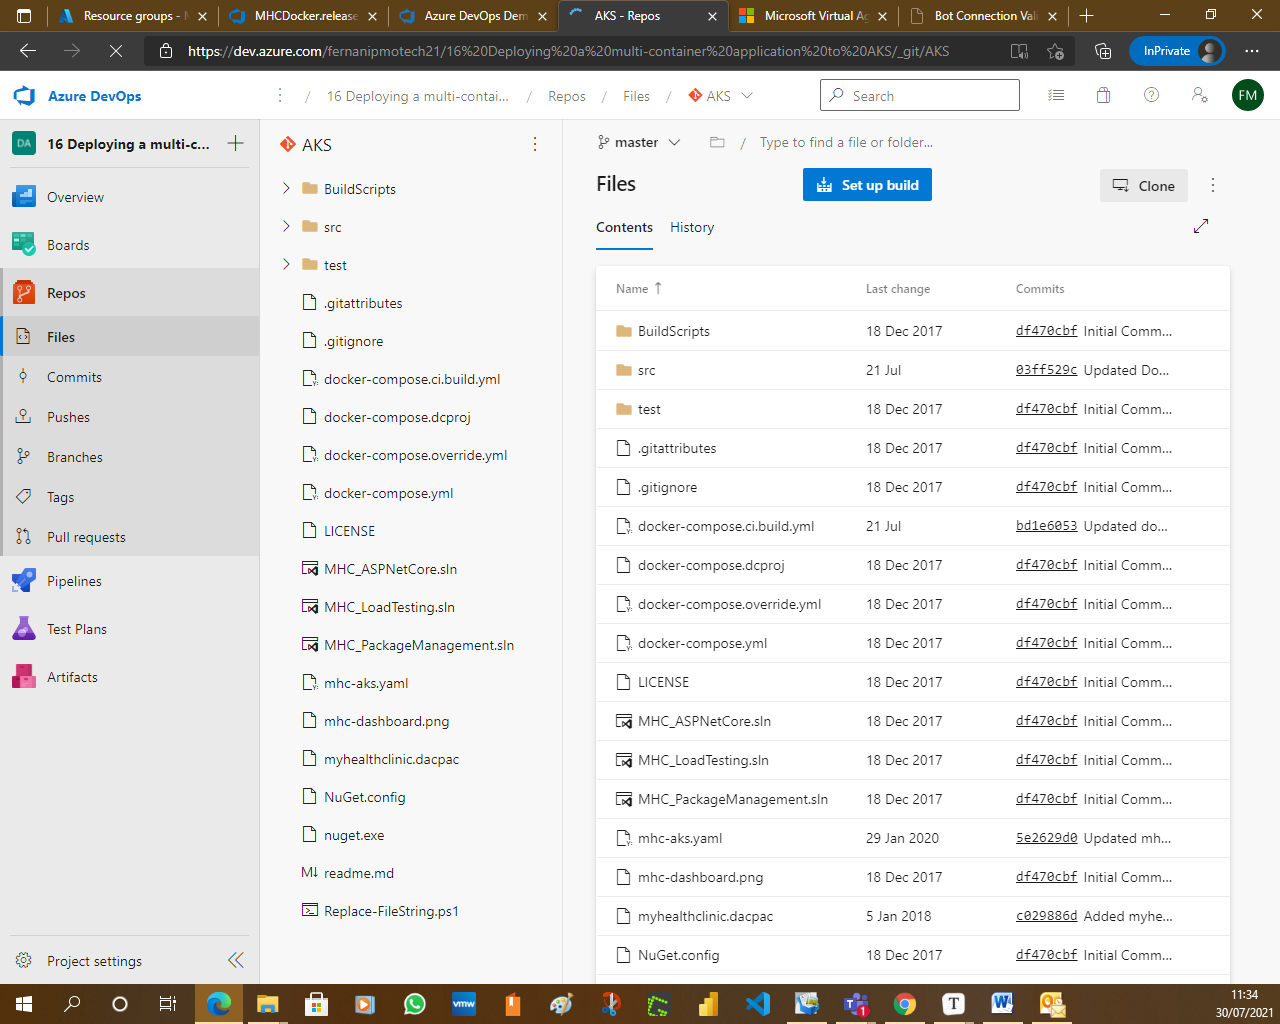 Resource groups - M
MHCDocker.release
Azure DevOps Dem
AKS - Repos
Microsoft Virtual Ag
Bot Connection Vali
https://dev.azure.com/fernanipmotech21/16%20Deploying%20a%20multi-container%20application%20to%20AKS/_git/AKS
InPrivate
Azure DevOps
/ 16 Deploying a multi-contai... / Repos / Files / AKS
Search
FM
DA
16 Deploying a multi-c...
Overview
Boards
Repos
Files
Commits
Pushes
Branches
Tags
Pull requests
Pipelines
Test Plans
Artifacts
Project settings
AKS
BuildScripts
src
test
.gitattributes
.gitignore
docker-compose.ci.build.yml
docker-compose.dcproj
docker-compose.override.yml
docker-compose.yml
LICENSE
MHC_ASPNetCore.sln
MHC_LoadTesting.sln
MHC_PackageManagement.sln
mhc-aks.yaml
mhc-dashboard.png
myhealthclinic.dacpac
NuGet.config
nuget.exe
M↓ readme.md
Replace-FileString.ps1
master / Type to find a file or folder...
Files
Set up build
Clone
Contents History
Name ↑ Last change Commits
BuildScripts 18 Dec 2017 df470cbf Initial Comm...
src 21 Jul 03ff529c Updated Do...
test 18 Dec 2017 df470cbf Initial Comm...
.gitattributes 18 Dec 2017 df470cbf Initial Comm...
.gitignore 18 Dec 2017 df470cbf Initial Comm...
docker-compose.ci.build.yml 21 Jul bd1e6053 Updated do...
docker-compose.dcproj 18 Dec 2017 df470cbf Initial Comm...
docker-compose.override.yml 18 Dec 2017 df470cbf Initial Comm...
docker-compose.yml 18 Dec 2017 df470cbf Initial Comm...
LICENSE 18 Dec 2017 df470cbf Initial Comm...
MHC_ASPNetCore.sln 18 Dec 2017 df470cbf Initial Comm...
MHC_LoadTesting.sln 18 Dec 2017 df470cbf Initial Comm...
MHC_PackageManagement.sln 18 Dec 2017 df470cbf Initial Comm...
mhc-aks.yaml 29 Jan 2020 5e2629d0 Updated mh...
mhc-dashboard.png 18 Dec 2017 df470cbf Initial Comm...
myhealthclinic.dacpac 5 Jan 2018 c029886d Added myhe...
NuGet.config 18 Dec 2017 df470cbf Initial Comm...
vmw
1
T
11:34
30/07/2021